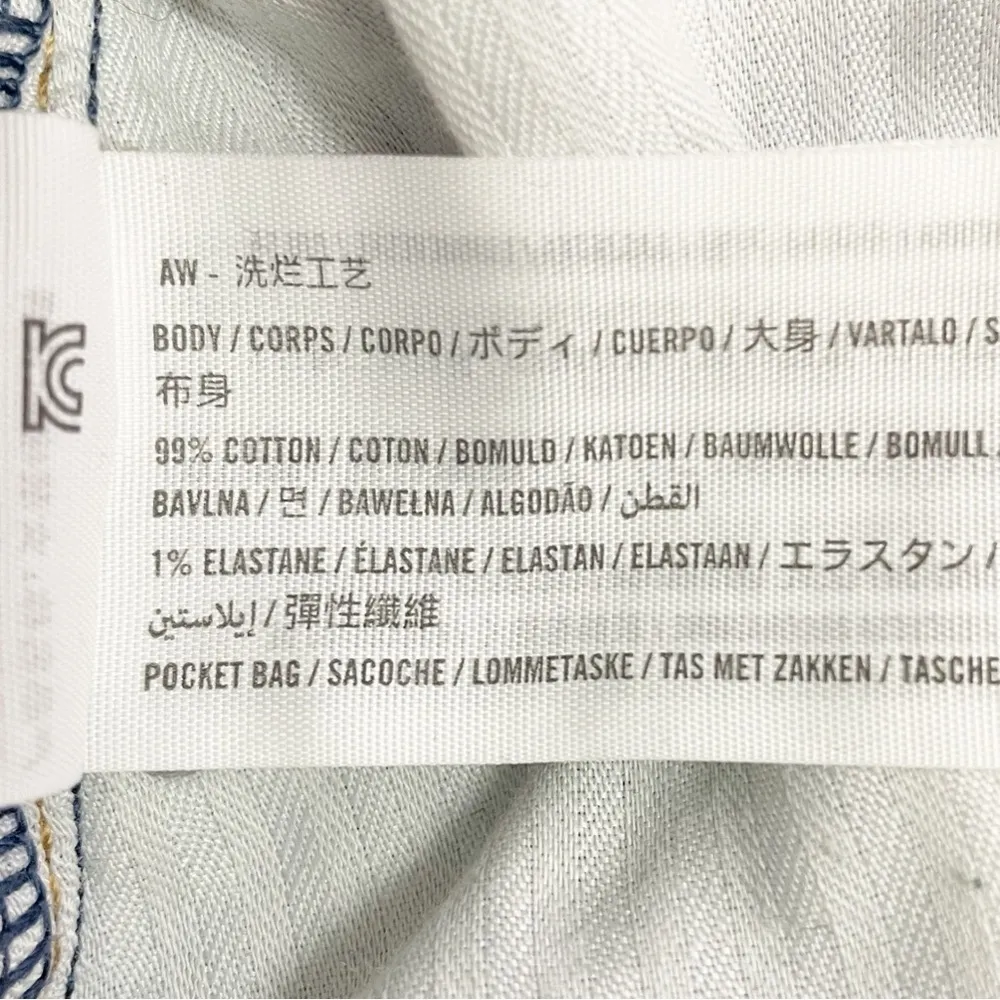 AW - 洗烂工艺
BODY / CORPS / CORPO / ボディ / CUERPO / 大身 / VARTALO / S
布身
99% COTTON / COTON / BOMULD / KATOEN / BAUMWOLLE / BOMULL
BAVLNA / 면 / BAWEŁNA / ALGODÃO / القطن
1% ELASTANE / ÉLASTANE / ELASTAN / ELASTAAN / エラスタン /
إيلاستين / 彈性纖維
POCKET BAG / SACOCHE / LOMMETASKE / TAS MET ZAKKEN / TASCHE